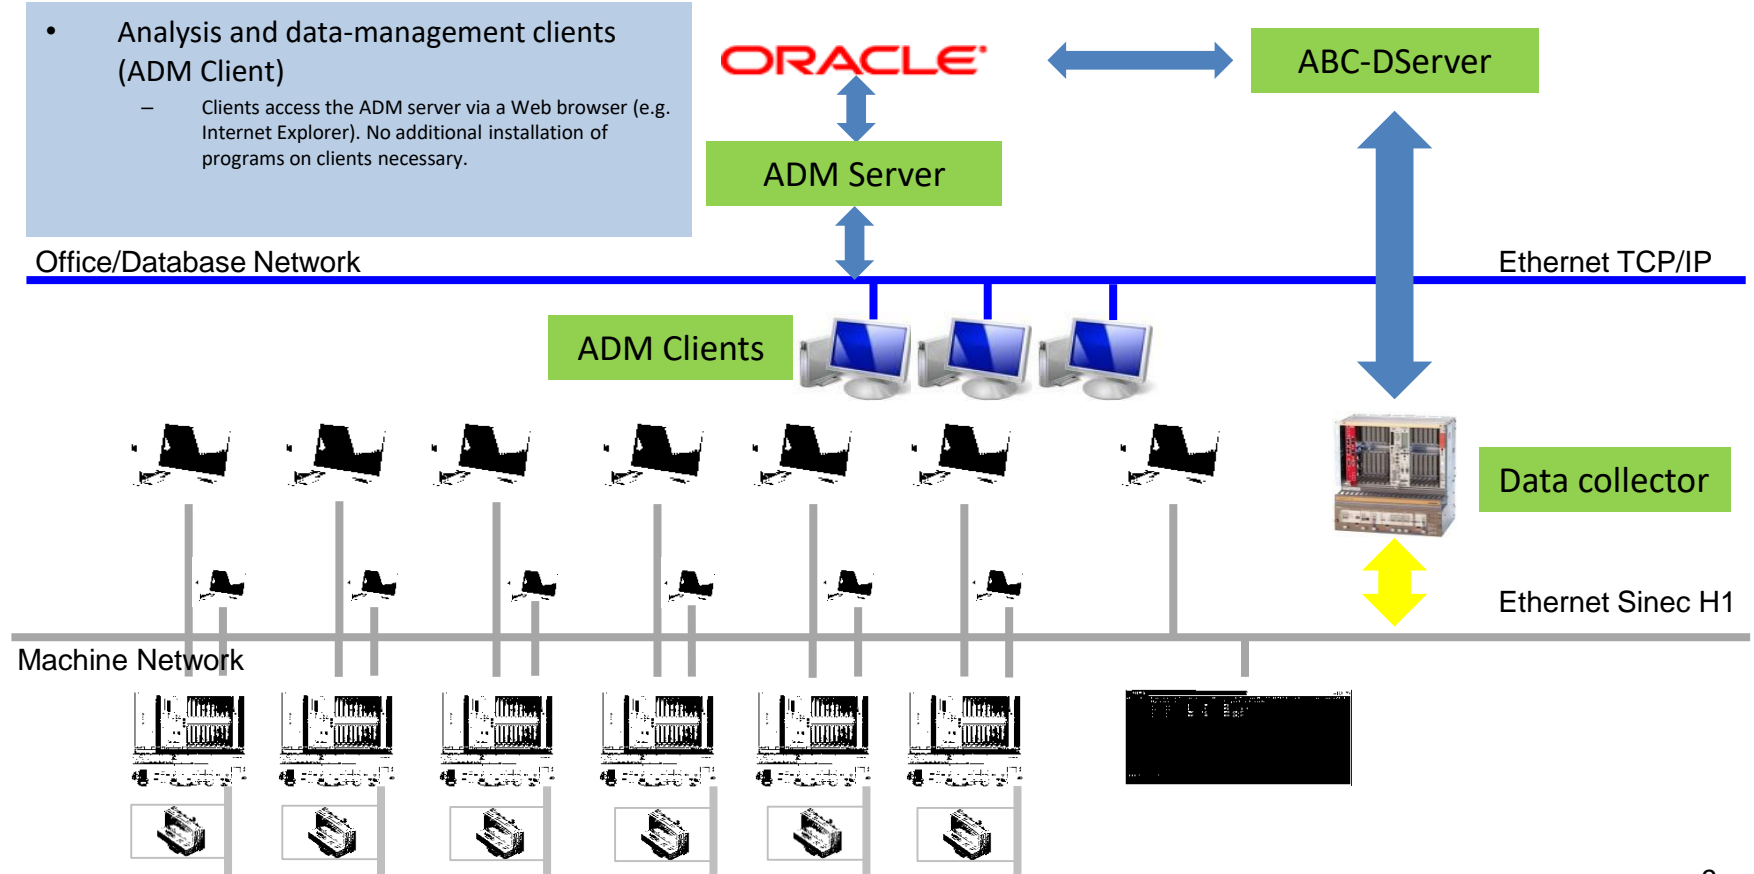 • Analysis and data-management clients
(ADM Client)
– Clients access the ADM server via a Web browser (e.g.
Internet Explorer). No additional installation of
programs on clients necessary.
ORACLE
ABC-DServer
ADM Server
Office/Database Network
Ethernet TCP/IP
ADM Clients
Data collector
Ethernet Sinec H1
Machine Network